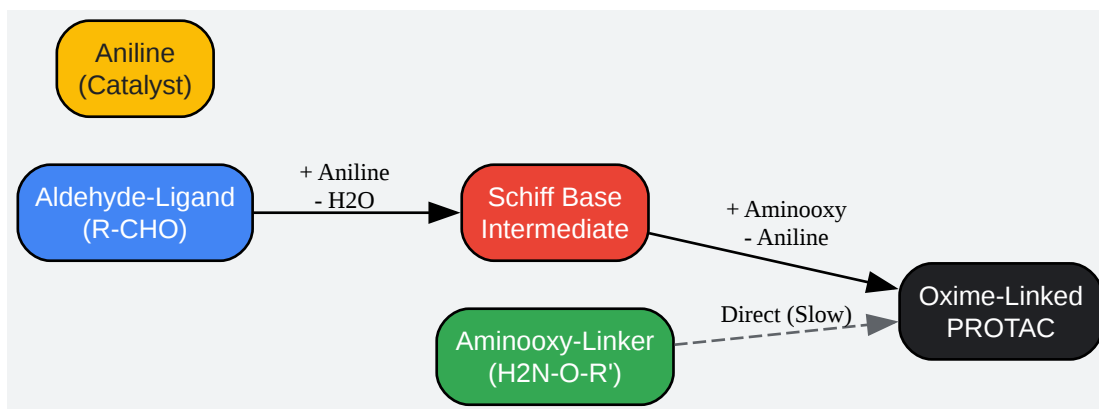 Aniline
(Catalyst)
Aldehyde-Ligand
(R-CHO)
+ Aniline
- H2O
Schiff Base
Intermediate
+ Aminooxy
- Aniline
Oxime-Linked
PROTAC
Direct (Slow)
Aminooxy-Linker
(H2N-O-R')